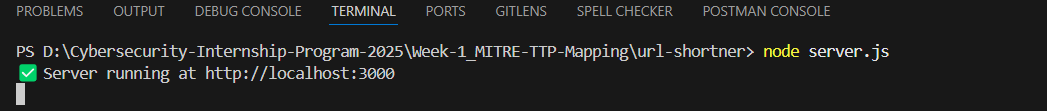 PROBLEMS OUTPUT DEBUG CONSOLE TERMINAL PORTS GITLENS SPELL CHECKER POSTMAN CONSOLE
PS D:\Cybersecurity-Internship-Program-2025\Week-1_MITRE-TTP-Mapping\url-shortner> node server.js
✅ Server running at http://localhost:3000